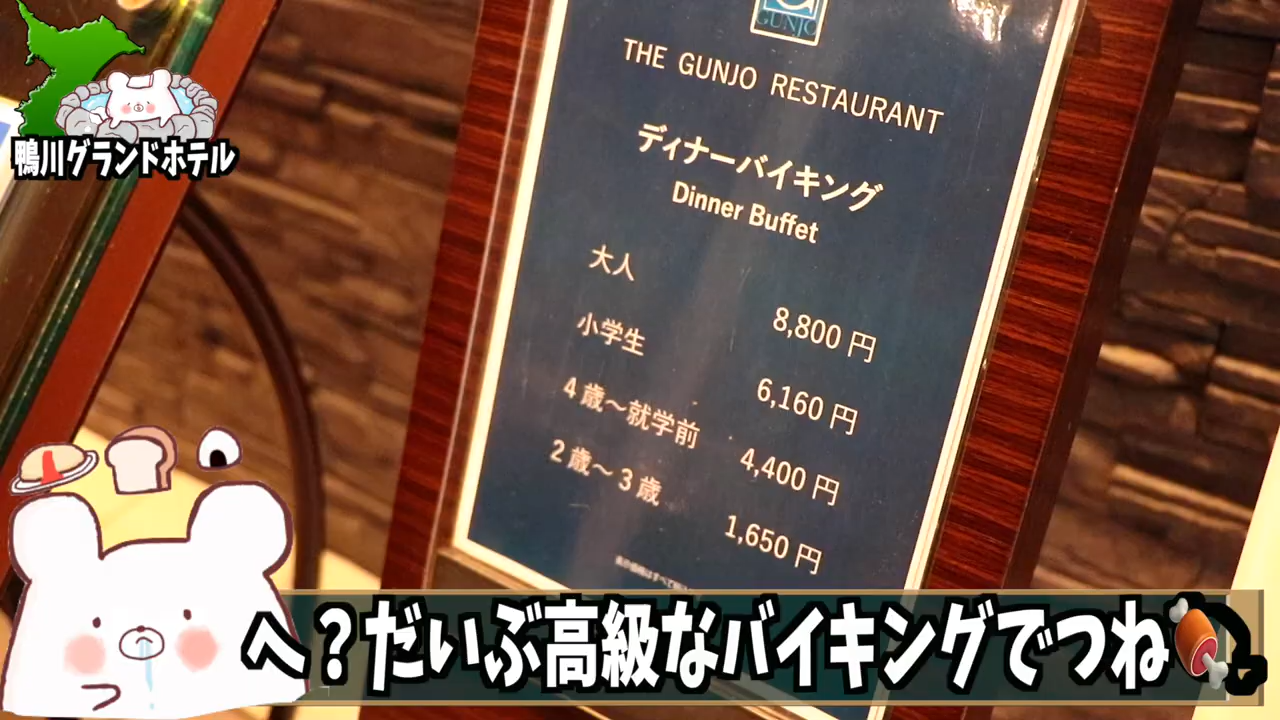 GUNJO
THE GUNJO RESTAURANT
鴨川グランドホテル
ディナーバイキング
Dinner Buffet
大人 8,800 円
小学生 6,160 円
4歳～就学前 4,400 円
2歳～3歳 1,650 円
へ？だいぶ高級なバイキングでつね